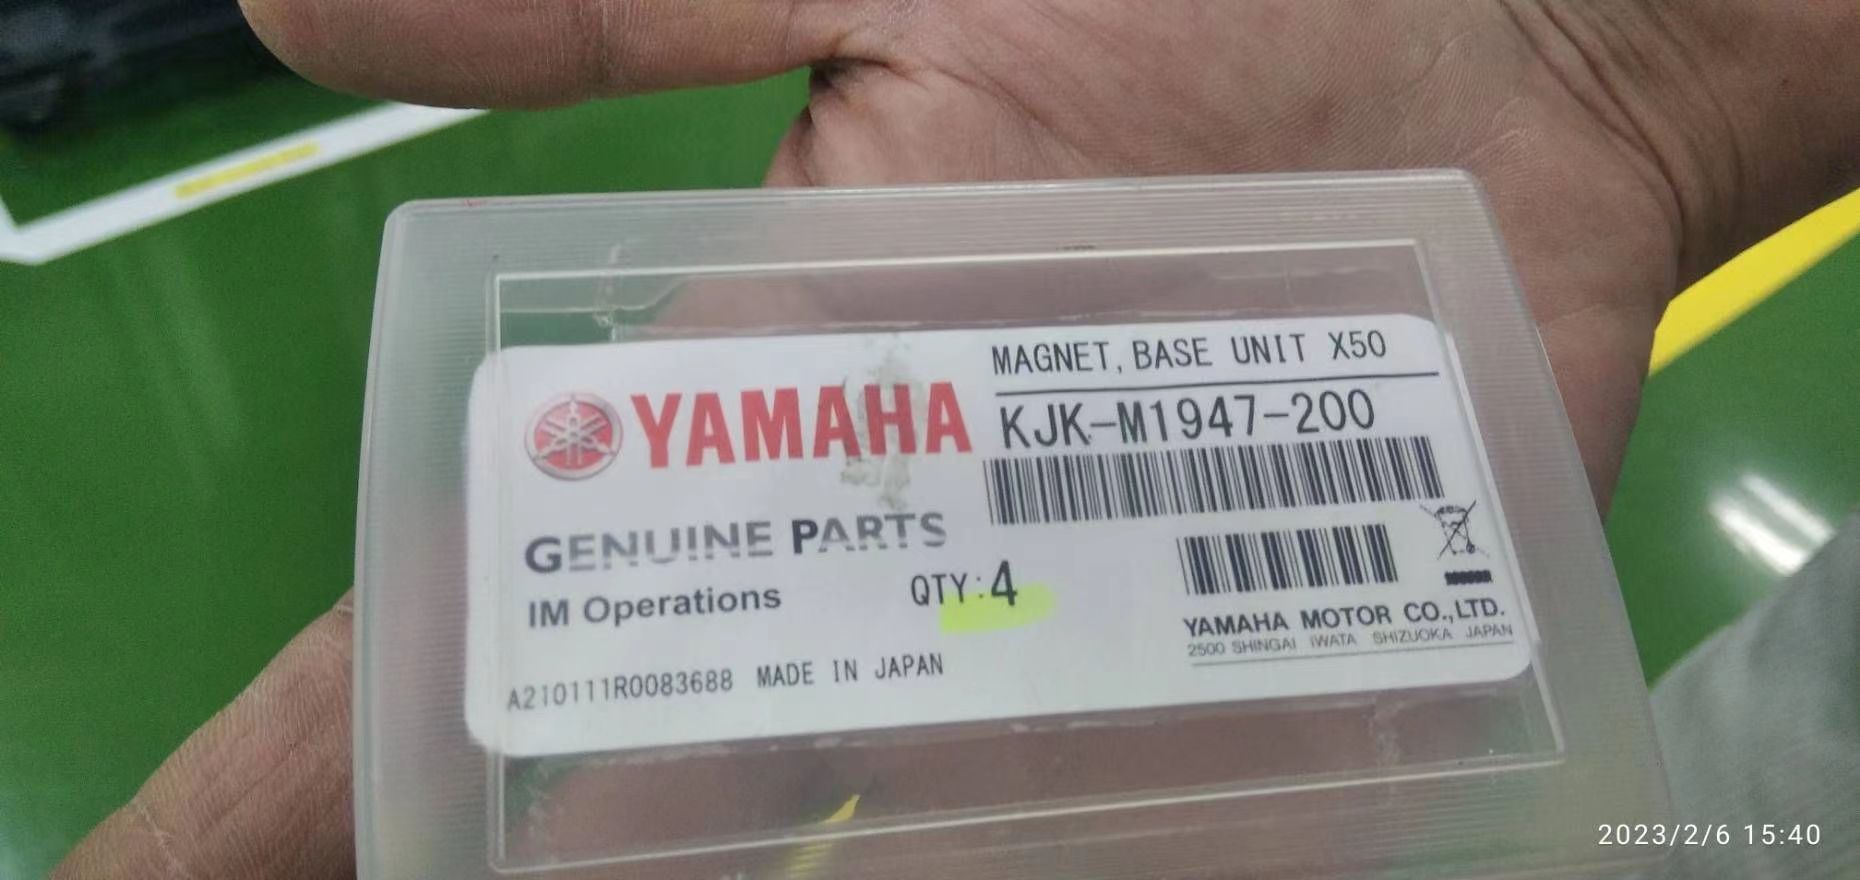 MAGNET, BASE UNIT X50
YAMAHA
KJK-M1947-200
GENUINE PARTS
IM Operations
QTY:4
YAMAHA MOTOR CO.,LTD.
2500 SHINGAI IWATA SHIZUOKA JAPAN
A210111R0083688 MADE IN JAPAN
2023/2/6 15:40